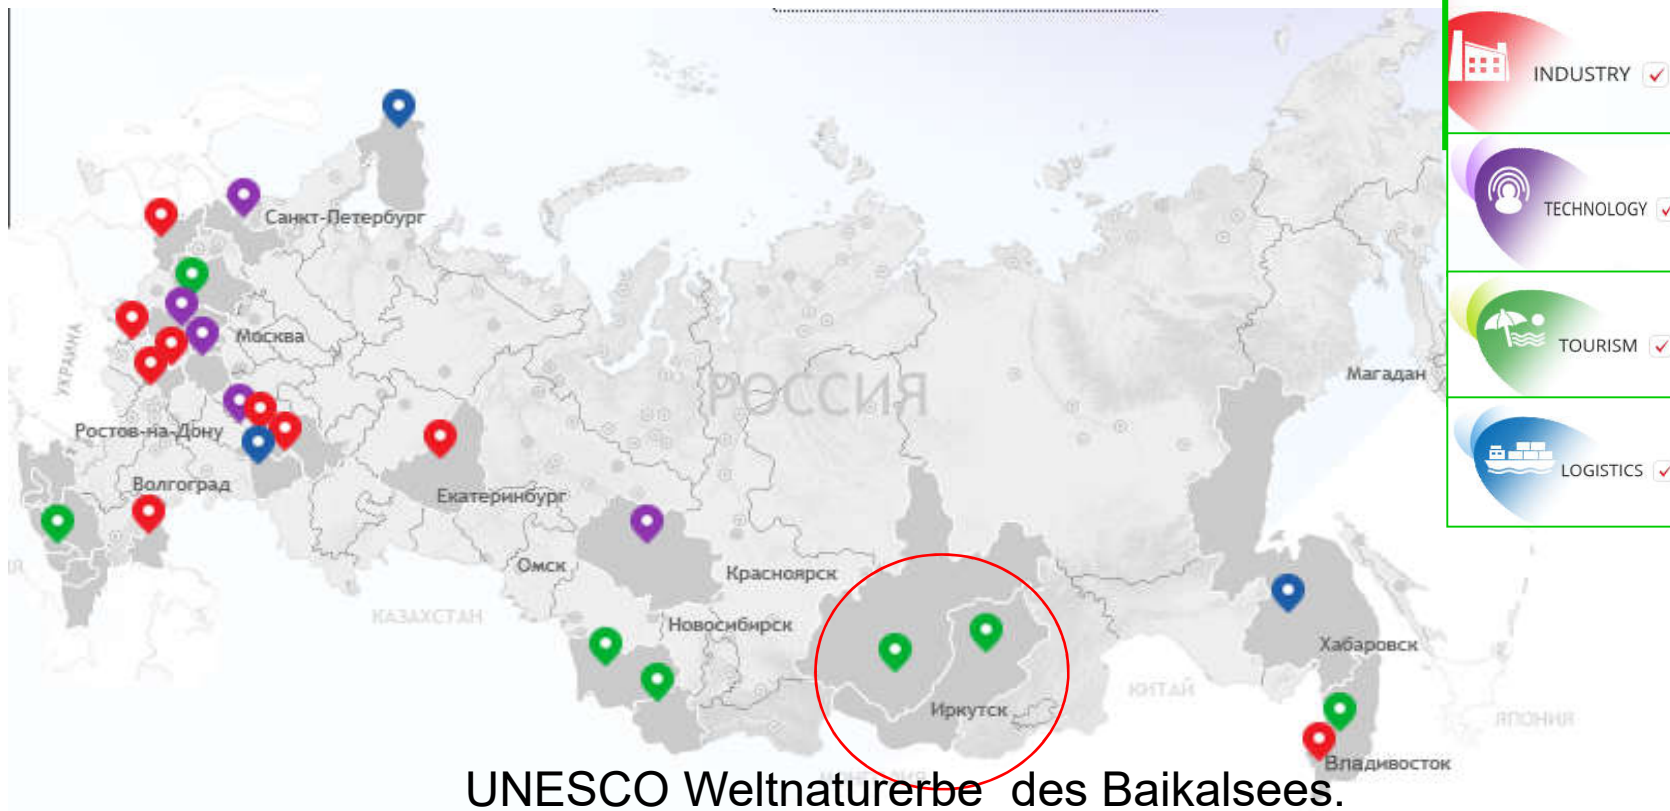 INDUSTRY
Санкт-Петербург
TECHNOLOGY
УКРАИНА
Москва
TOURISM
РОССИЯ
Магадан
Ростов-на-Дону
LOGISTICS
Волгоград
Екатеринбург
Омск
Красноярск
КАЗАХСТАН
Новосибирск
Хабаровск
КИТАЙ
Иркутск
ЯПОНИЯ
Владивосток
UNESCO Weltnaturerbe des Baikalsees.